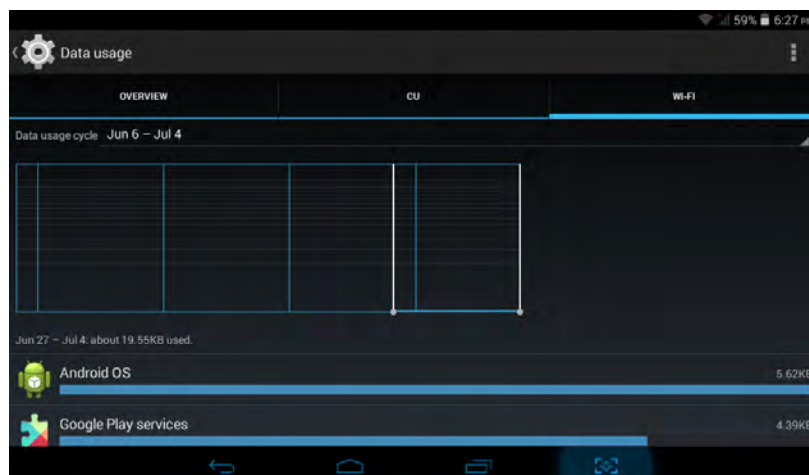 59% 6:27 PM
Data usage
OVERVIEW CU WI-FI
Data usage cycle Jun 6 – Jul 4
Jun 27 – Jul 4: about 19.55KB used.
Android OS 5.62KB
Google Play services 4.39KB